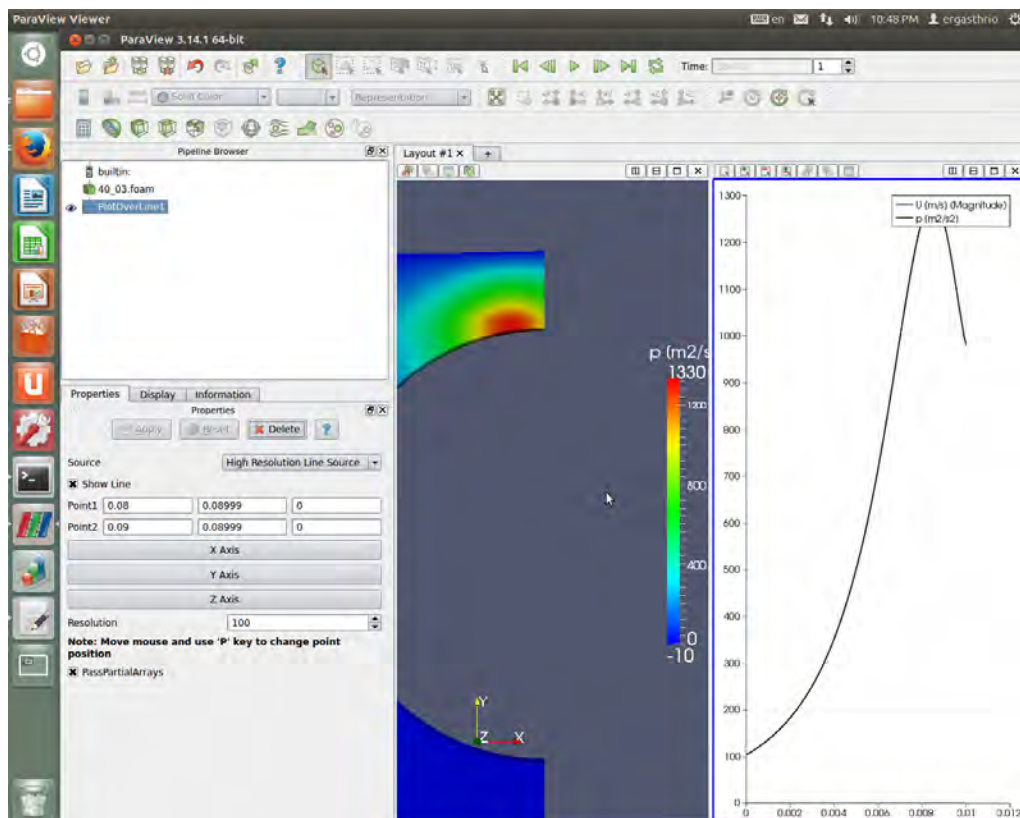 ParaView Viewer
en
10:48 PM
ergasthrio
ParaView 3.14.1 64-bit
Time:
1
Solid Color
Representation
Pipeline Browser
builtin:
40_03.foam
PlotOverLine1
Properties
Display
Information
Properties
Apply
Reset
Delete
?
Source
High Resolution Line Source
Show Line
Point1
0.08
0.08999
0
Point2
0.09
0.08999
0
X Axis
Y Axis
Z Axis
Resolution
100
Note: Move mouse and use 'P' key to change point
position
PassPartialArrays
Layout #1
+
p (m2/s
1330
1200
800
400
0
-10
Y
Z
X
U (m/s) (Magnitude)
p (m2/s2)
1300
1200
1100
1000
900
800
700
600
500
400
300
200
100
0
0
0.002
0.004
0.006
0.008
0.01
0.012